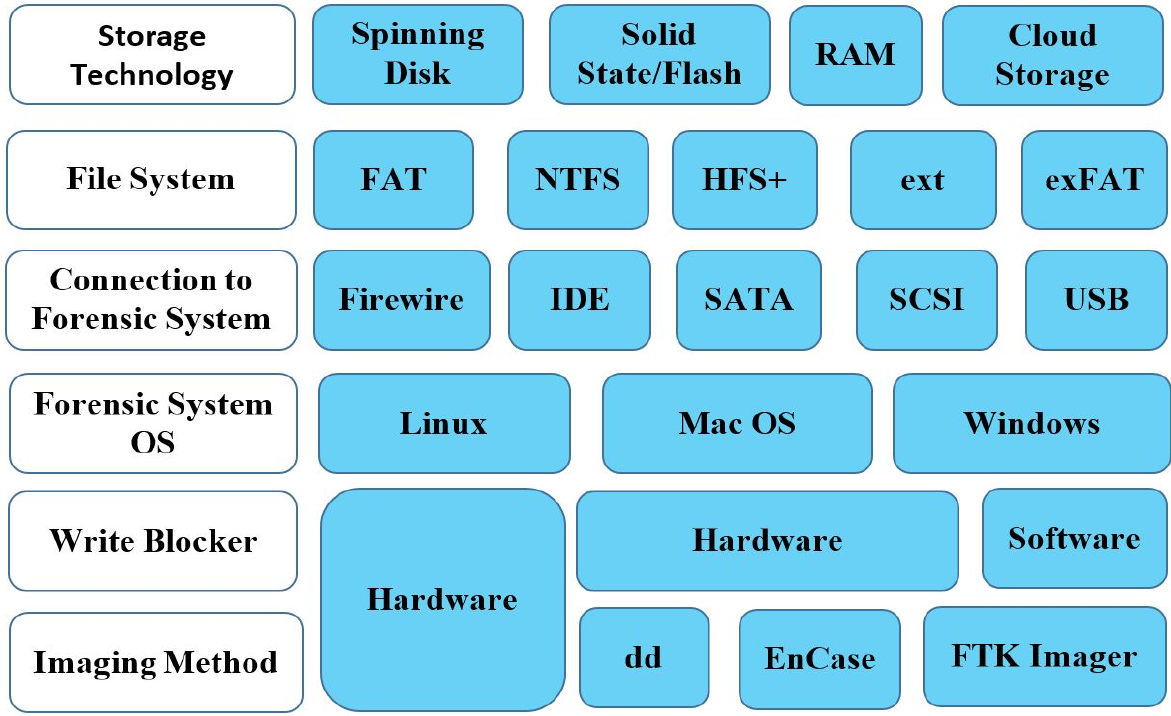 Storage
Technology
Spinning
Disk
Solid
State/Flash
RAM
Cloud
Storage
File System
FAT
NTFS
HFS+
ext
exFAT
Connection to
Forensic System
Firewire
IDE
SATA
SCSI
USB
Forensic System
OS
Linux
Mac OS
Windows
Write Blocker
Hardware
Hardware
Software
Imaging Method
dd
EnCase
FTK Imager